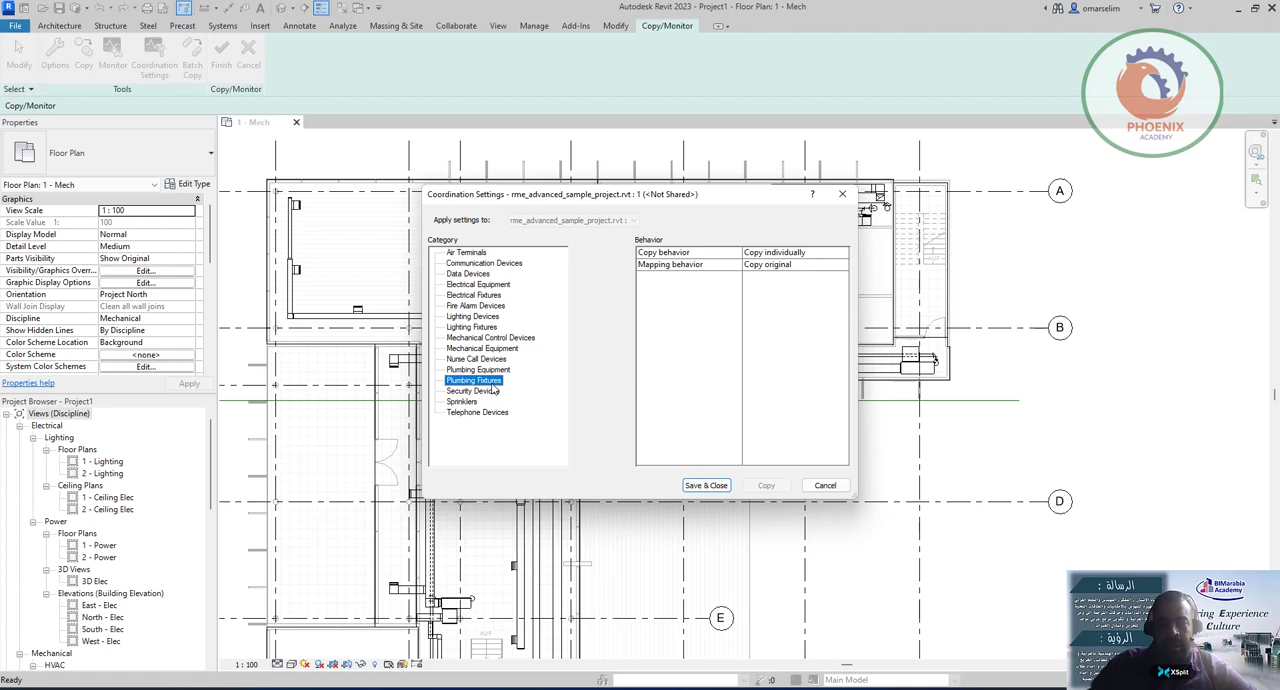 Autodesk Revit 2023 - Project1 - Floor Plan: 1 - Mech
omarselim
File Architecture Structure Steel Precast Systems Insert Annotate Analyze Massing & Site Collaborate View Manage Add-Ins Modify Copy/Monitor
Modify Options Copy Monitor Coordination Settings Batch Copy Finish Cancel
Select Tools Copy/Monitor
Copy/Monitor
PHOENIX
ACADEMY
Properties
1 - Mech
Floor Plan
Floor Plan: 1 - Mech Edit Type
Graphics
View Scale 1 : 100
Scale Value 1: 100
Display Model Normal
Detail Level Medium
Parts Visibility Show Original
Visibility/Graphics Overr... Edit...
Graphic Display Options Edit...
Orientation Project North
Wall Join Display Clean all wall joins
Discipline Mechanical
Show Hidden Lines By Discipline
Color Scheme Location Background
Color Scheme <none>
System Color Schemes Edit...
Properties help Apply
Project Browser - Project1
Views (Discipline)
Electrical
Lighting
Floor Plans
1 - Lighting
2 - Lighting
Ceiling Plans
1 - Ceiling Elec
2 - Ceiling Elec
Power
Floor Plans
1 - Power
2 - Power
3D Views
3D Elec
Elevations (Building Elevation)
East - Elec
North - Elec
South - Elec
West - Elec
Mechanical
HVAC
Coordination Settings - rme_advanced_sample_project.rvt : 1 (<Not Shared>)
Apply settings to: rme_advanced_sample_project.rvt :
Category
Air Terminals
Communication Devices
Data Devices
Electrical Equipment
Electrical Fixtures
Fire Alarm Devices
Lighting Devices
Lighting Fixtures
Mechanical Control Devices
Mechanical Equipment
Nurse Call Devices
Plumbing Equipment
Plumbing Fixtures
Security Devices
Sprinklers
Telephone Devices
Behavior
Copy behavior Copy individually
Mapping behavior Copy original
Save & Close Copy Cancel
A
B
D
E
1 : 100
Ready
:0
Main Model
الرسالة :
الرؤية :
BIMarabia
Academy
Experience
Culture
XSplit